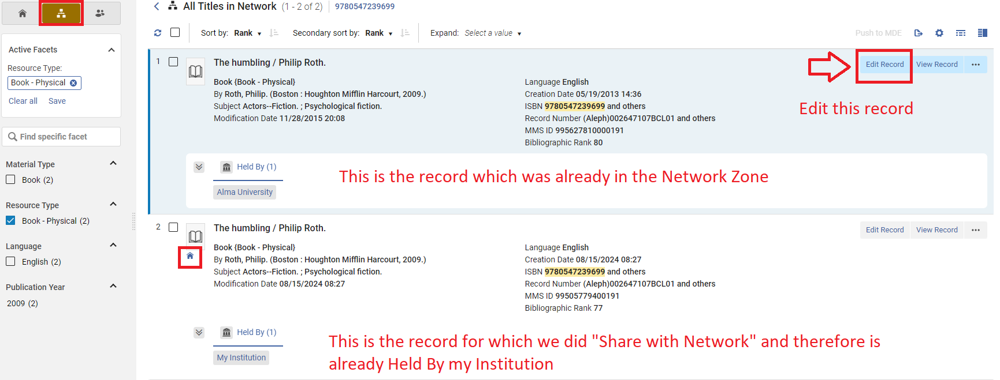 All Titles in Network (1 - 2 of 2) 9780547239699
Sort by: Rank Secondary sort by: Rank Expand: Select a value Push to MDE
Active Facets
Resource Type:
Book - Physical
Clear all Save
Find specific facet
Material Type
Book (2)
Resource Type
Book - Physical (2)
Language
English (2)
Publication Year
2009 (2)
1 The humbling / Philip Roth. Edit Record View Record
Book {Book - Physical} Language English
By Roth, Philip. (Boston : Houghton Mifflin Harcourt, 2009.) Creation Date 05/19/2013 14:36
Subject Actors--Fiction. ; Psychological fiction. ISBN 9780547239699 and others
Modification Date 11/28/2015 20:08 Record Number (Aleph)002647107BCL01 and others
MMS ID 995627810000191
Bibliographic Rank 80
Edit this record
Held By (1)
Alma University
This is the record which was already in the Network Zone
2 The humbling / Philip Roth. Edit Record View Record
Book {Book - Physical} Language English
By Roth, Philip. (Boston : Houghton Mifflin Harcourt, 2009.) Creation Date 08/15/2024 08:27
Subject Actors--Fiction. ; Psychological fiction. ISBN 9780547239699 and others
Modification Date 08/15/2024 08:27 Record Number (Aleph)002647107BCL01 and others
MMS ID 99505779400191
Bibliographic Rank 77
Held By (1)
My Institution
This is the record for which we did "Share with Network" and therefore is
already Held By my Institution